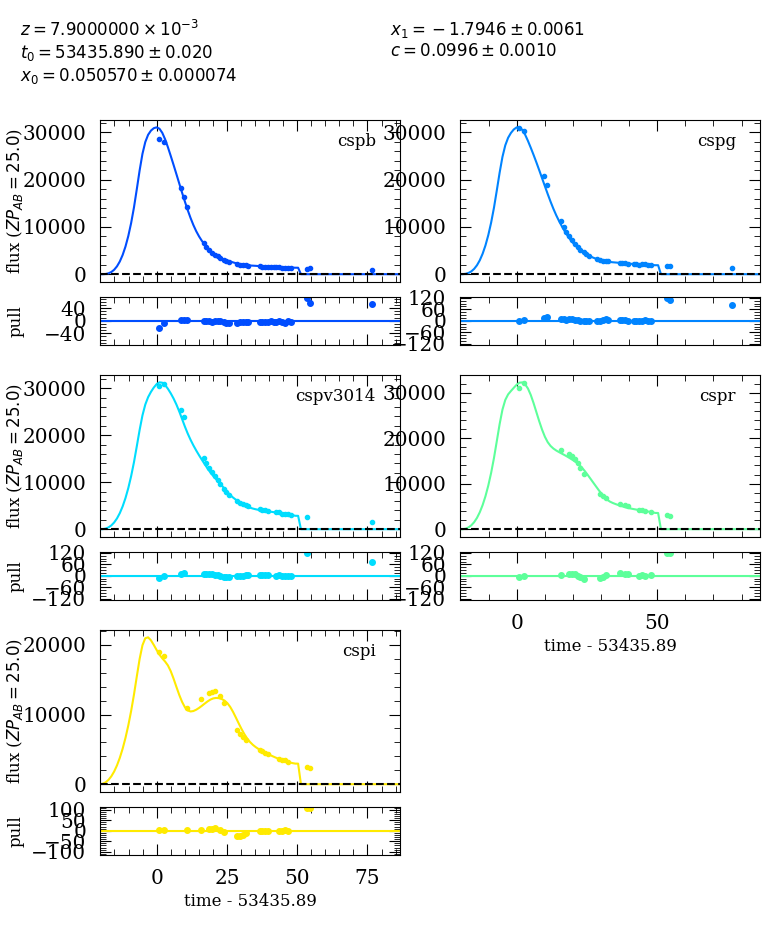 z = 7.9000000 × 10⁻³
t₀ = 53435.890 ± 0.020
x₀ = 0.050570 ± 0.000074
x₁ = −1.7946 ± 0.0061
c = 0.0996 ± 0.0010
flux (ZP_AB = 25.0)
30000
20000
10000
0
cspb
30000
20000
10000
0
cspg
pull
40
0
−40
120
60
0
−60
−120
flux (ZP_AB = 25.0)
30000
20000
10000
0
cspv3014
30000
20000
10000
0
cspr
pull
120
60
0
−60
−120
120
60
0
−60
−120
0 50
time - 53435.89
flux (ZP_AB = 25.0)
20000
10000
0
cspi
pull
100
50
0
−50
−100
0 25 50 75
time - 53435.89